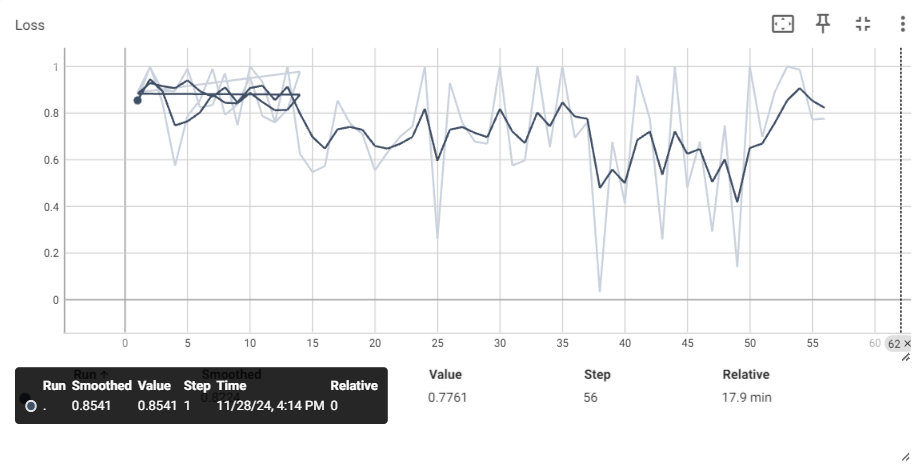 Loss
1
0.8
0.6
0.4
0.2
0
0 5 10 15 20 25 30 35 40 45 50 55 60 62 ×
Run ↑ Smoothed Value Step Relative
0.7761 56 17.9 min
Run Smoothed Value Step Time Relative
. 0.8541 0.8541 1 11/28/24, 4:14 PM 0